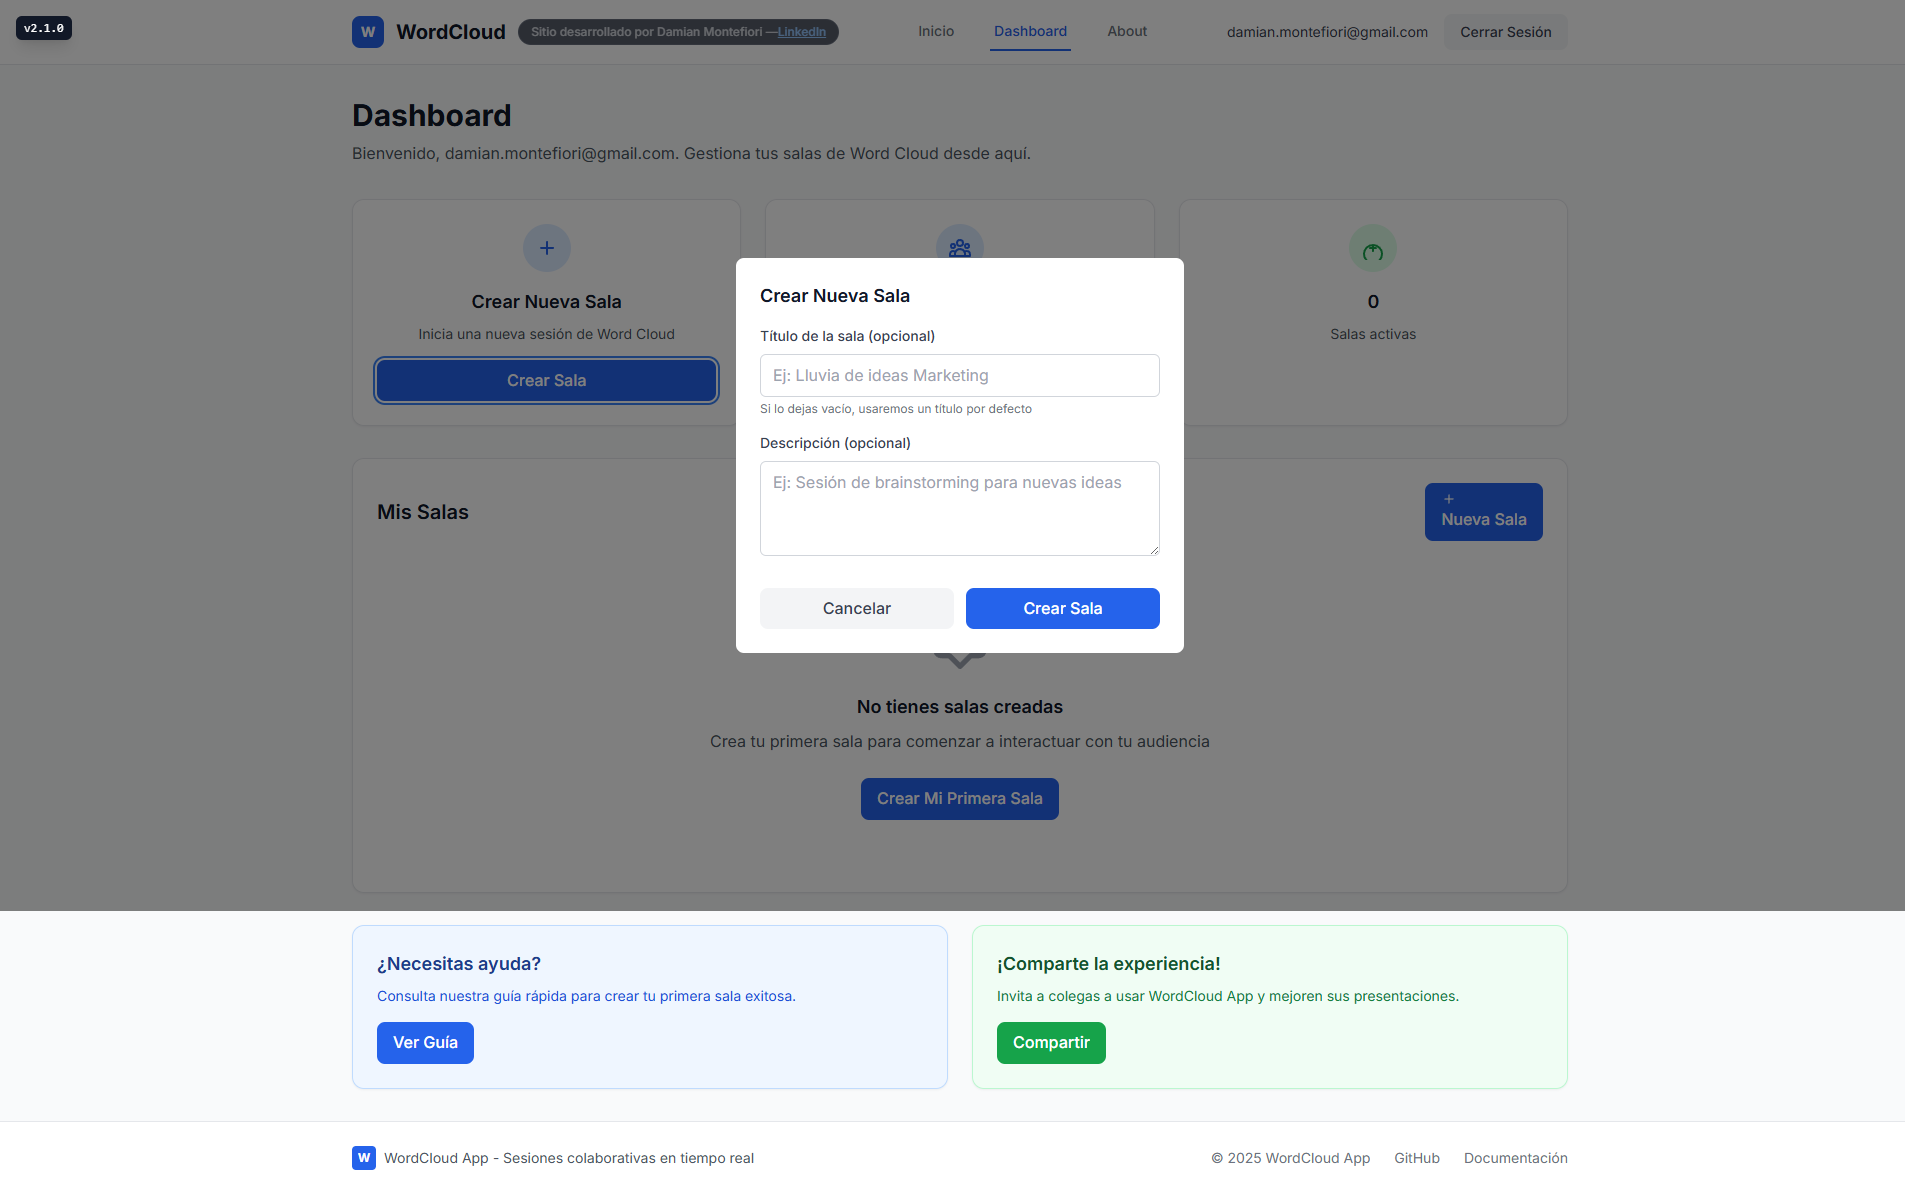 v2.1.0
W WordCloud Sitio desarrollado por Damian Montefiori —LinkedIn Inicio Dashboard About damian.montefiori@gmail.com Cerrar Sesión
Dashboard
Bienvenido, damian.montefiori@gmail.com. Gestiona tus salas de Word Cloud desde aquí.
Crear Nueva Sala
Inicia una nueva sesión de Word Cloud
Crear Sala
0
Salas activas
Crear Nueva Sala
Título de la sala (opcional)
Ej: Lluvia de ideas Marketing
Si lo dejas vacío, usaremos un título por defecto
Descripción (opcional)
Ej: Sesión de brainstorming para nuevas ideas
Cancelar Crear Sala
Mis Salas
+
Nueva Sala
No tienes salas creadas
Crea tu primera sala para comenzar a interactuar con tu audiencia
Crear Mi Primera Sala
¿Necesitas ayuda?
Consulta nuestra guía rápida para crear tu primera sala exitosa.
Ver Guía
¡Comparte la experiencia!
Invita a colegas a usar WordCloud App y mejoren sus presentaciones.
Compartir
W WordCloud App - Sesiones colaborativas en tiempo real
© 2025 WordCloud App GitHub Documentación